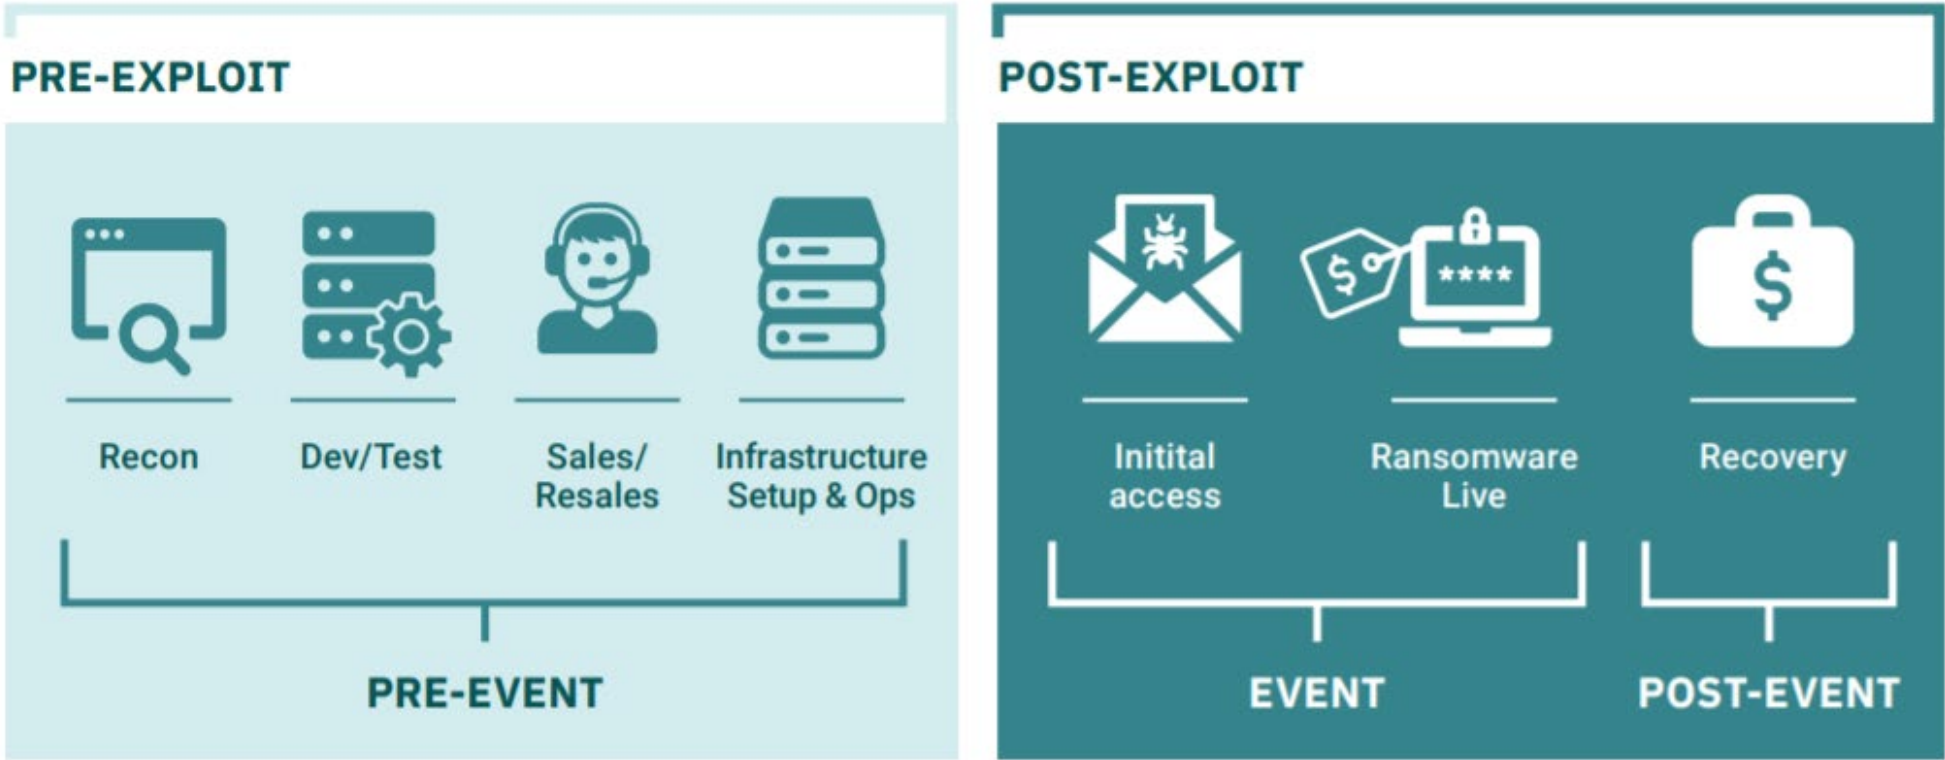 PRE-EXPLOIT
Recon
Dev/Test
Sales/
Resales
Infrastructure
Setup & Ops
PRE-EVENT
POST-EXPLOIT
$
****
$
Initital
access
Ransomware
Live
Recovery
EVENT
POST-EVENT